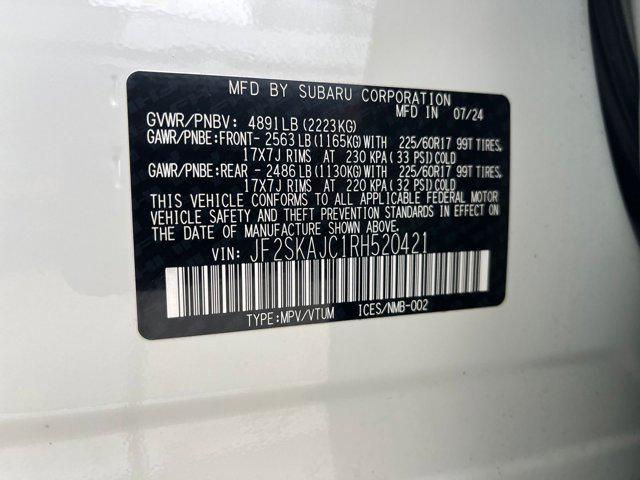 MFD BY SUBARU CORPORATION
MFD IN 07/24
GVWR/PNBV: 4891LB(2223KG)
GAWR/PNBE:FRONT- 2563LB(1165KG)WITH 225/60R17 99T TIRES,
17X7J RIMS AT 230 KPA(33 PSI)COLD
GAWR/PNBE:REAR - 2486LB(1130KG)WITH 225/60R17 99T TIRES,
17X7J RIMS AT 220 KPA(32 PSI)COLD
THIS VEHICLE CONFORMS TO ALL APPLICABLE FEDERAL MOTOR
VEHICLE SAFETY AND THEFT PREVENTION STANDARDS IN EFFECT ON
THE DATE OF MANUFACTURE SHOWN ABOVE.
VIN: JF2SKAJC1RH520421
TYPE:MPV/VTUM ICES/NMB-002